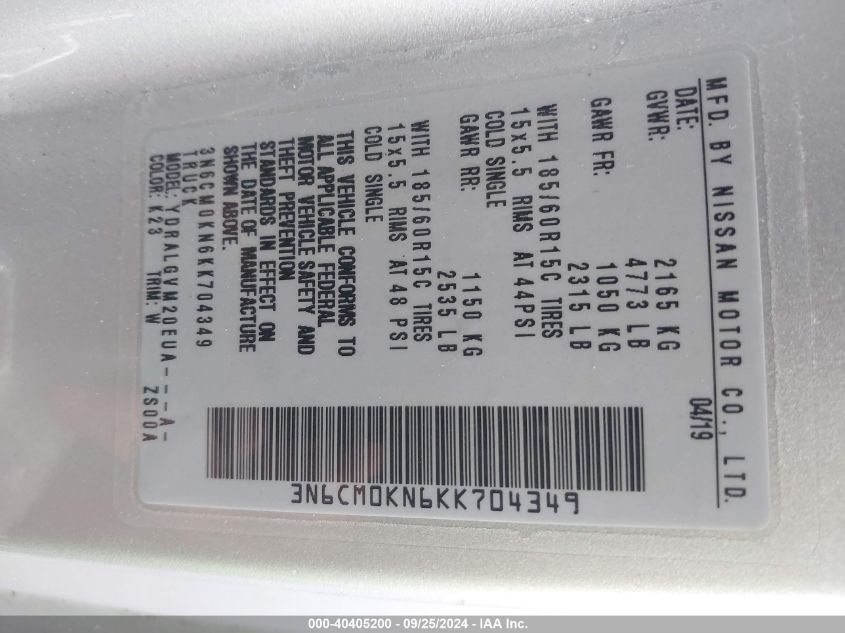 MFD. BY NISSAN MOTOR CO., LTD.
DATE: 04/19
GVWR: 2165 KG
4773 LB
GAWR FR: 1050 KG
2315 LB
WITH 185/60R15C TIRES
15x5.5 RIMS AT 44PSI
COLD SINGLE
GAWR RR: 1150 KG
2535 LB
WITH 185/60R15C TIRES
15x5.5 RIMS AT 48 PSI
COLD SINGLE
THIS VEHICLE CONFORMS TO
ALL APPLICABLE FEDERAL
MOTOR VEHICLE SAFETY AND
THEFT PREVENTION
STANDARDS IN EFFECT ON
THE DATE OF MANUFACTURE
SHOWN ABOVE.
3N6CM0KN6KK704349
TRUCK
MODEL: YDRALGVM20EUA---A-
COLOR: K23 TRIM: W ZS00A
3N6CM0KN6KK704349
000-40405200 - 09/25/2024 - IAA Inc.